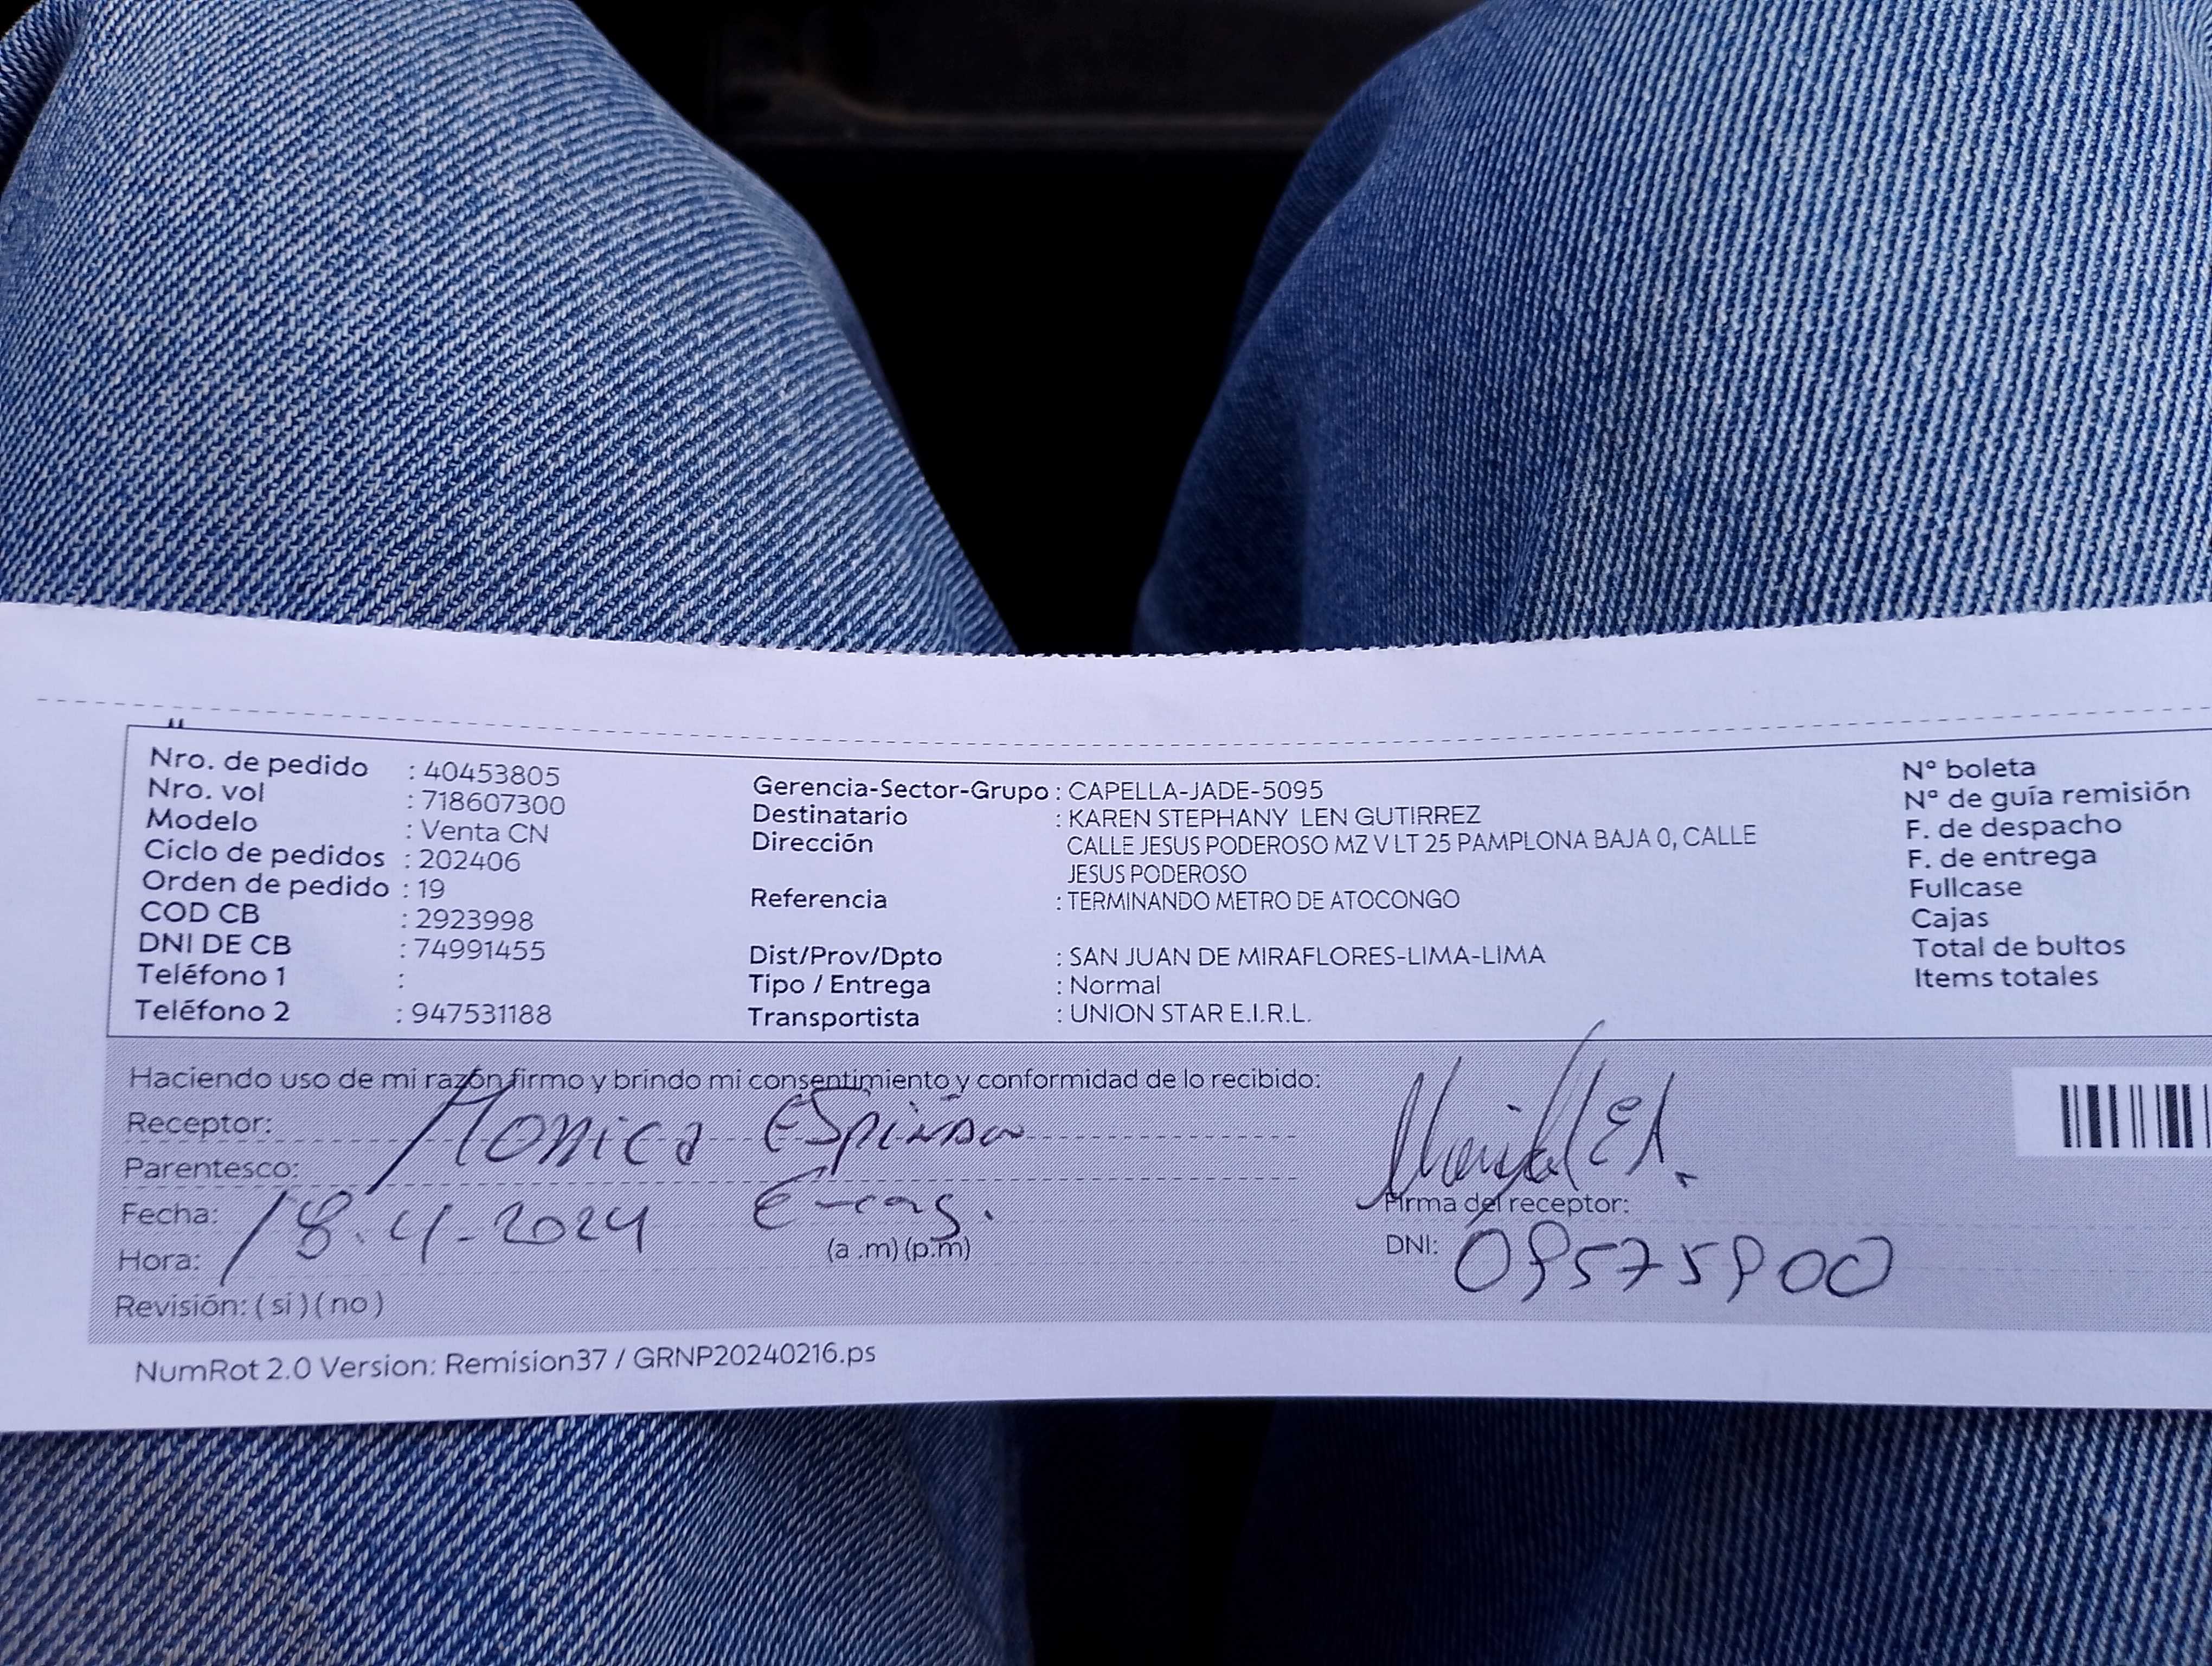 Nro. de pedido : 40453805
Nro. vol : 718607300
Modelo : Venta CN
Ciclo de pedidos : 202406
Orden de pedido : 19
COD CB : 2923998
DNI DE CB : 74991455
Teléfono 1 :
Teléfono 2 : 947531188
Gerencia-Sector-Grupo : CAPELLA-JADE-5095
Destinatario : KAREN STEPHANY LEN GUTIRREZ
Dirección CALLE JESUS PODEROSO MZ V LT 25 PAMPLONA BAJA 0, CALLE
JESUS PODEROSO
Referencia : TERMINANDO METRO DE ATOCONGO
Dist/Prov/Dpto : SAN JUAN DE MIRAFLORES-LIMA-LIMA
Tipo / Entrega : Normal
Transportista : UNION STAR E.I.R.L.
N° boleta
N° de guía remisión
F. de despacho
F. de entrega
Fullcase
Cajas
Total de bultos
Items totales
Haciendo uso de mi razón firmo y brindo mi consentimiento y conformidad de lo recibido:
Receptor: Monica
Parentesco:
Fecha: 18-4-2024
Hora: (a .m) (p.m)
Revisión: ( si ) ( no )
Firma del receptor:
DNI: 09575900
NumRot 2.0 Version: Remision37 / GRNP20240216.ps